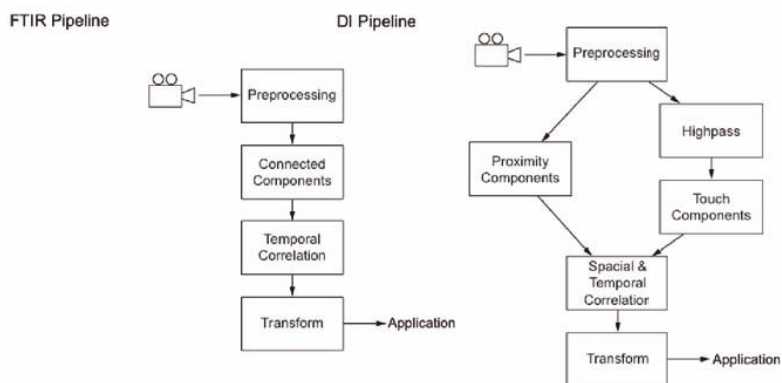 FTIR Pipeline
Preprocessing
Connected
Components
Temporal
Correlation
Transform
Application
DI Pipeline
Preprocessing
Proximity
Components
Highpass
Touch
Components
Spacial &
Temporal
Correlation
Transform
Application